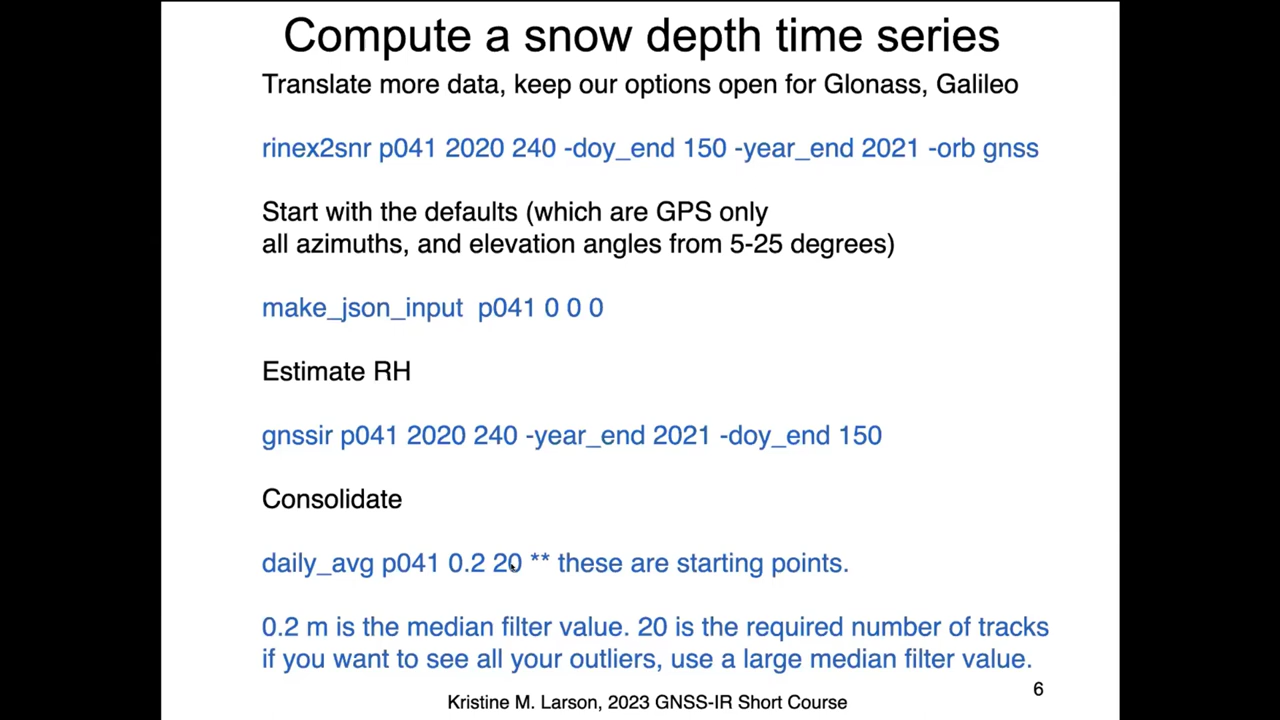 Compute a snow depth time series
Translate more data, keep our options open for Glonass, Galileo
rinex2snr p041 2020 240 -doy_end 150 -year_end 2021 -orb gnss
Start with the defaults (which are GPS only
all azimuths, and elevation angles from 5-25 degrees)
make_json_input p041 0 0 0
Estimate RH
gnssir p041 2020 240 -year_end 2021 -doy_end 150
Consolidate
daily_avg p041 0.2 20 ** these are starting points.
0.2 m is the median filter value. 20 is the required number of tracks
if you want to see all your outliers, use a large median filter value.
6
Kristine M. Larson, 2023 GNSS-IR Short Course